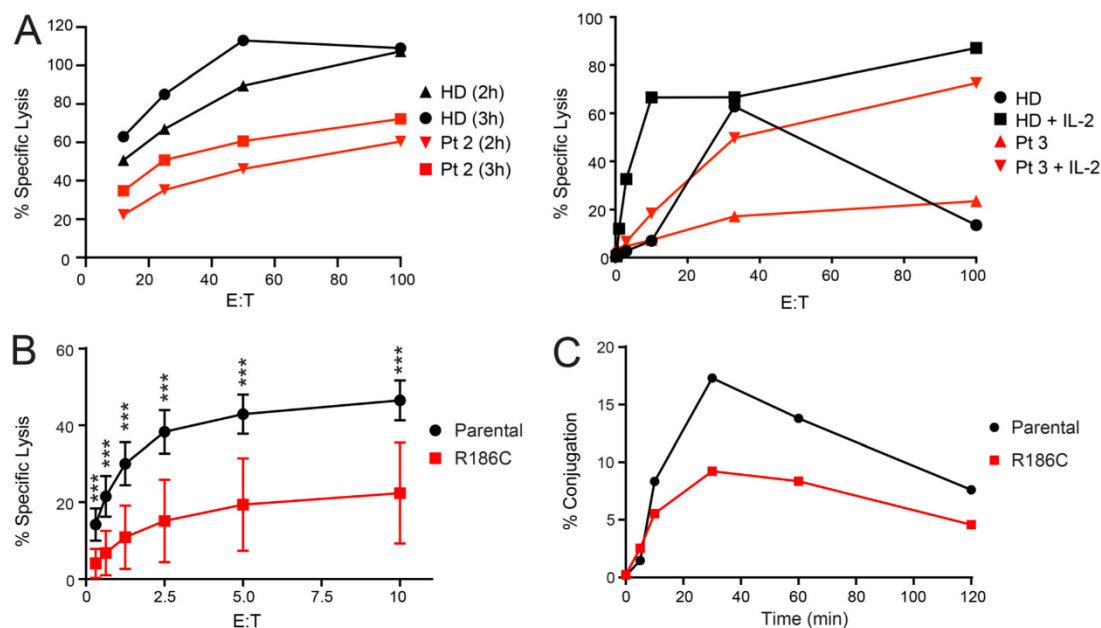 A
% Specific Lysis
120
100
80
60
40
20
0
0 20 40 60 80 100
E:T
HD (2h)
HD (3h)
Pt 2 (2h)
Pt 2 (3h)
% Specific Lysis
100
80
60
40
20
0
0 20 40 60 80 100
E:T
HD
HD + IL-2
Pt 3
Pt 3 + IL-2
B
% Specific Lysis
60
40
20
0
0 2.5 5.0 7.5 10
E:T
*** *** *** *** *** ***
Parental
R186C
C
% Conjugation
20
15
10
5
0
0 20 40 60 80 100 120
Time (min)
Parental
R186C